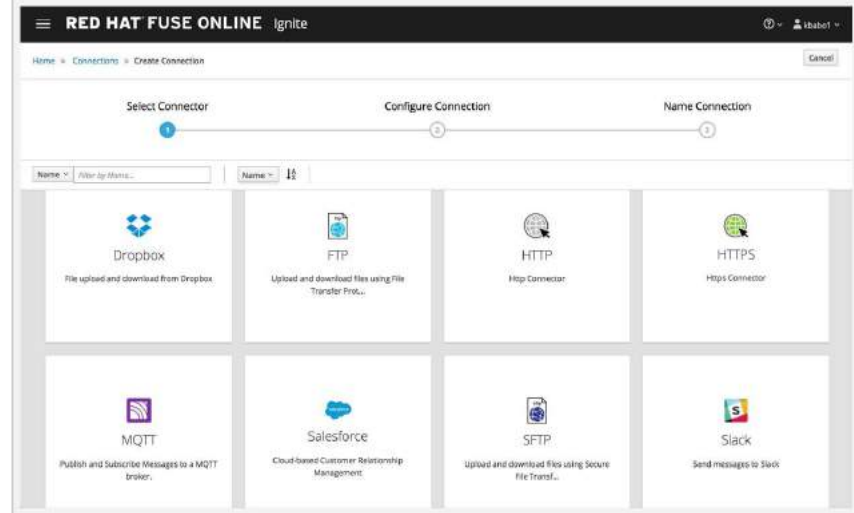 RED HAT FUSE ONLINE Ignite
kbabo1
Home » Connections » Create Connection
Cancel
Select Connector
Configure Connection
Name Connection
1
2
3
Name
Filter by Name...
Name
Dropbox
File upload and download from Dropbox
FTP
Upload and download files using File
Transfer Prot...
HTTP
Http Connector
HTTPS
Https Connector
MQTT
Publish and Subscribe Messages to a MQTT
broker.
salesforce
Salesforce
Cloud-based Customer Relationship
Management
SFTP
Upload and download files using Secure
File Transf...
S
Slack
Send messages to Slack